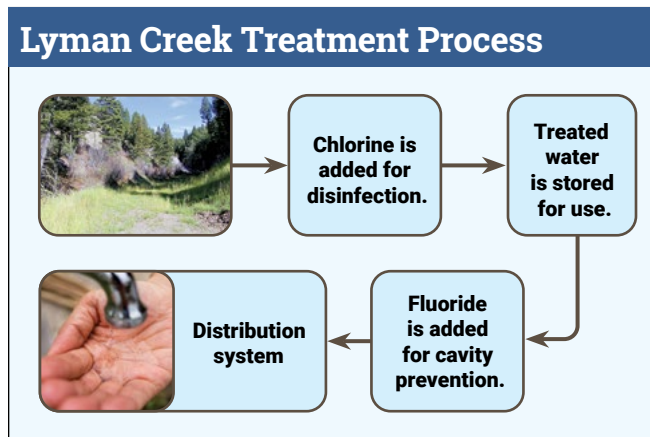 Lyman Creek Treatment Process
Chlorine is
added for
disinfection.
Treated
water
is stored
for use.
Fluoride
is added
for cavity
prevention.
Distribution
system